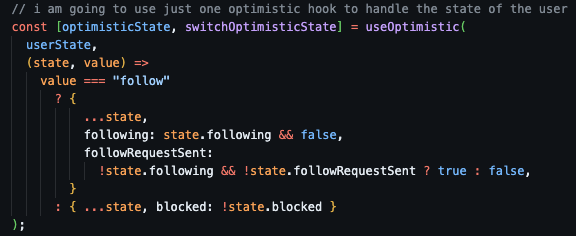 // i am going to use just one optimistic hook to handle the state of the user
const [optimisticState, switchOptimisticState] = useOptimistic(
  userState,
  (state, value) =>
    value === "follow"
      ? {
          ...state,
          following: state.following && false,
          followRequestSent:
            !state.following && !state.followRequestSent ? true : false,
        }
      : { ...state, blocked: !state.blocked }
);